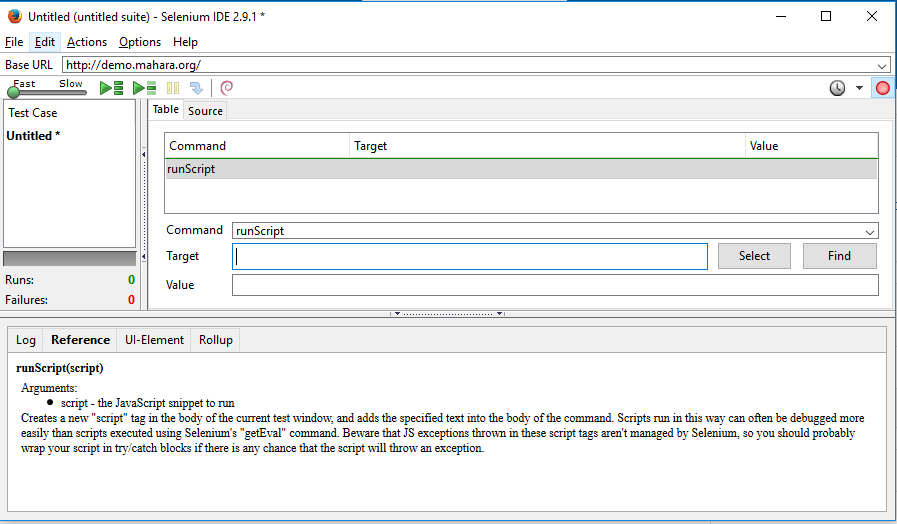 Untitled (untitled suite) - Selenium IDE 2.9.1 *
File Edit Actions Options Help
Base URL http://demo.mahara.org/
Fast Slow
Test Case
Untitled *
Runs: 0
Failures: 0
Table Source
Command Target Value
runScript
Command runScript
Target Select Find
Value
Log Reference UI-Element Rollup
runScript(script)
Arguments:
script - the JavaScript snippet to run
Creates a new "script" tag in the body of the current test window, and adds the specified text into the body of the command. Scripts run in this way can often be debugged more
easily than scripts executed using Selenium's "getEval" command. Beware that JS exceptions thrown in these script tags aren't managed by Selenium, so you should probably
wrap your script in try/catch blocks if there is any chance that the script will throw an exception.